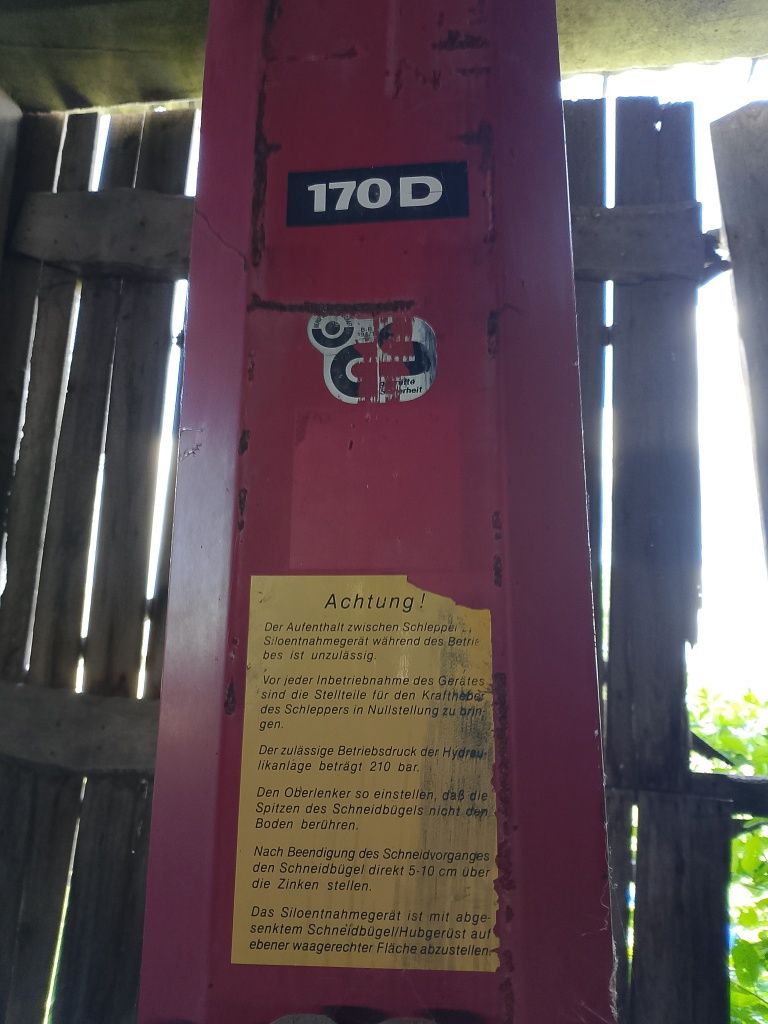 170D
Achtung!
Der Aufenthalt zwischen Schlepper
Siloentnahmegerät während des Betrie
bes ist unzulässig.
Vor jeder Inbetriebnahme des Gerätes
sind die Stellteile für den Kraftheber
des Schleppers in Nullstellung zu brin-
gen.
Der zulässige Betriebsdruck der Hydrau-
likanlage beträgt 210 bar.
Den Oberlenker so einstellen, daß die
Spitzen des Schneidbügels nicht den
Boden berühren.
Nach Beendigung des Schneidvorganges
den Schneidbügel direkt 5-10 cm über
die Zinken stellen.
Das Siloentnahmegerät ist mit abge-
senktem Schneidbügel/Hubgerüst auf
ebener waagerechter Fläche abzustellen